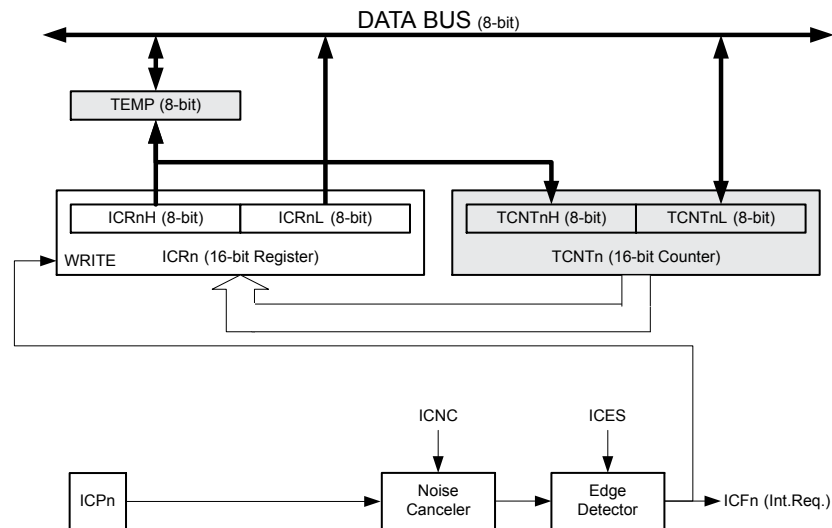 DATA BUS (8-bit)
TEMP (8-bit)
ICRnH (8-bit)
ICRnL (8-bit)
TCNTnH (8-bit)
TCNTnL (8-bit)
WRITE
ICRn (16-bit Register)
TCNTn (16-bit Counter)
ICNC
ICES
ICPn
Noise
Canceler
Edge
Detector
ICFn (Int.Req.)